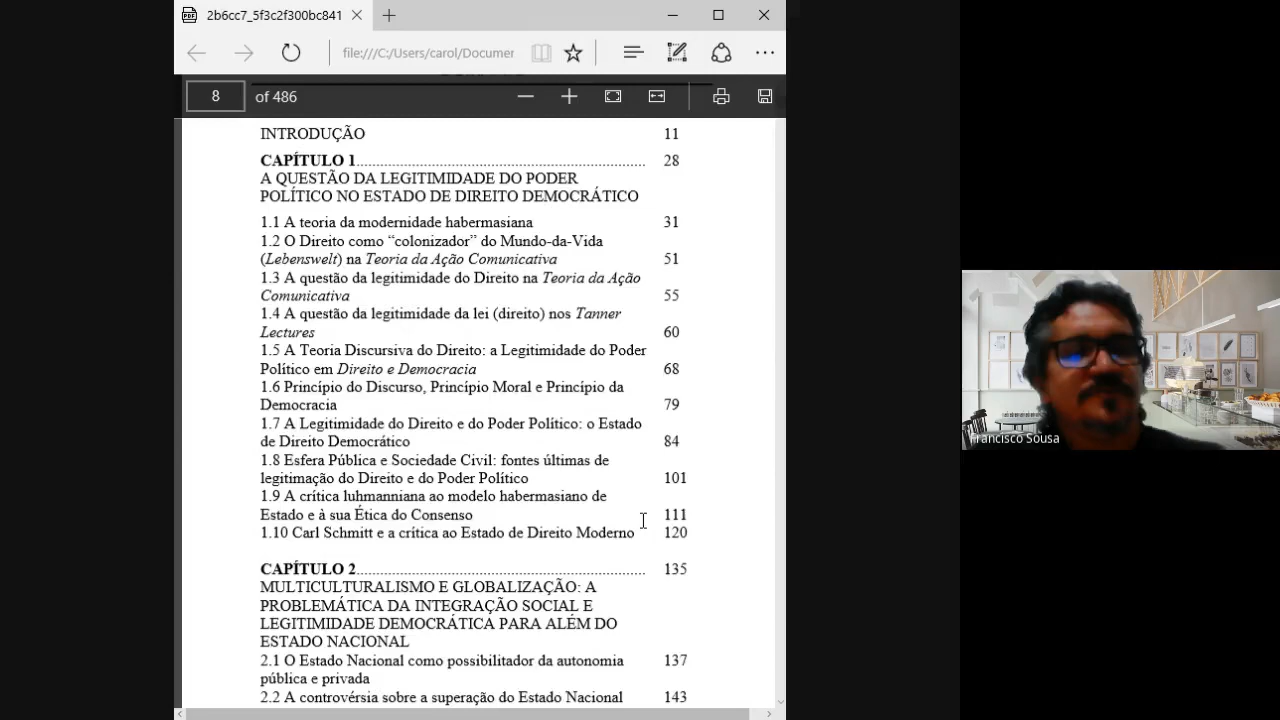 2b6cc7_5f3c2f300bc841
file:///C:/Users/carol/Documer
8 of 486
INTRODUÇÃO 11
CAPÍTULO 1 28
A QUESTÃO DA LEGITIMIDADE DO PODER
POLÍTICO NO ESTADO DE DIREITO DEMOCRÁTICO
1.1 A teoria da modernidade habermasiana 31
1.2 O Direito como “colonizador” do Mundo-da-Vida
(Lebenswelt) na Teoria da Ação Comunicativa 51
1.3 A questão da legitimidade do Direito na Teoria da Ação
Comunicativa 55
1.4 A questão da legitimidade da lei (direito) nos Tanner
Lectures 60
1.5 A Teoria Discursiva do Direito: a Legitimidade do Poder
Político em Direito e Democracia 68
1.6 Princípio do Discurso, Princípio Moral e Princípio da
Democracia 79
1.7 A Legitimidade do Direito e do Poder Político: o Estado
de Direito Democrático 84
1.8 Esfera Pública e Sociedade Civil: fontes últimas de
legitimação do Direito e do Poder Político 101
1.9 A crítica luhmanniana ao modelo habermasiano de
Estado e à sua Ética do Consenso 111
1.10 Carl Schmitt e a crítica ao Estado de Direito Moderno 120
CAPÍTULO 2 135
MULTICULTURALISMO E GLOBALIZAÇÃO: A
PROBLEMÁTICA DA INTEGRAÇÃO SOCIAL E
LEGITIMIDADE DEMOCRÁTICA PARA ALÉM DO
ESTADO NACIONAL
2.1 O Estado Nacional como possibilitador da autonomia 137
pública e privada
2.2 A controvérsia sobre a superação do Estado Nacional 143
Francisco Sousa